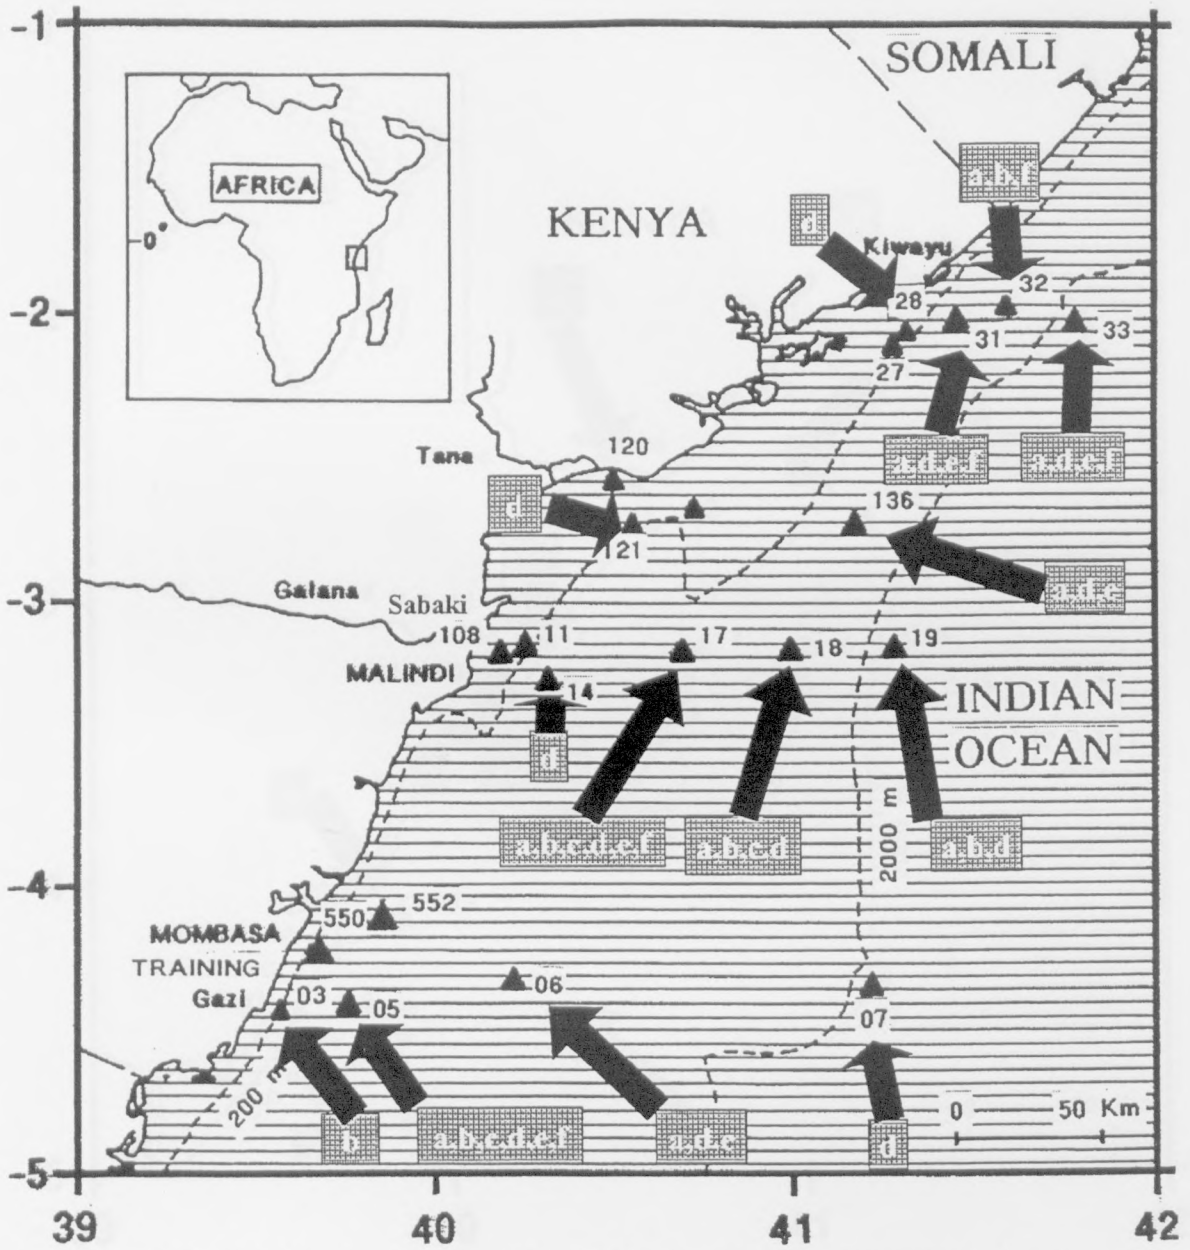 -1
SOMALI
AFRICA
0°
a,b,f
d
KENYA
Kiwayu
-2
28
32
31
33
27
a,d,e,f
a,d,e,f
120
Tana
d
136
121
-3
Galana
Sabaki
a,d,e
108
11
17
18
19
MALINDI
14
INDIAN
OCEAN
d
2000 m
a,b,c,d,e,f
a,b,c,d
a,b,d
-4
552
550
MOMBASA
TRAINING
Gazi
03
05
06
07
200 m
0 50 Km
b
a,b,c,d,e,f
a,d,e
d
-5
39 40 41 42